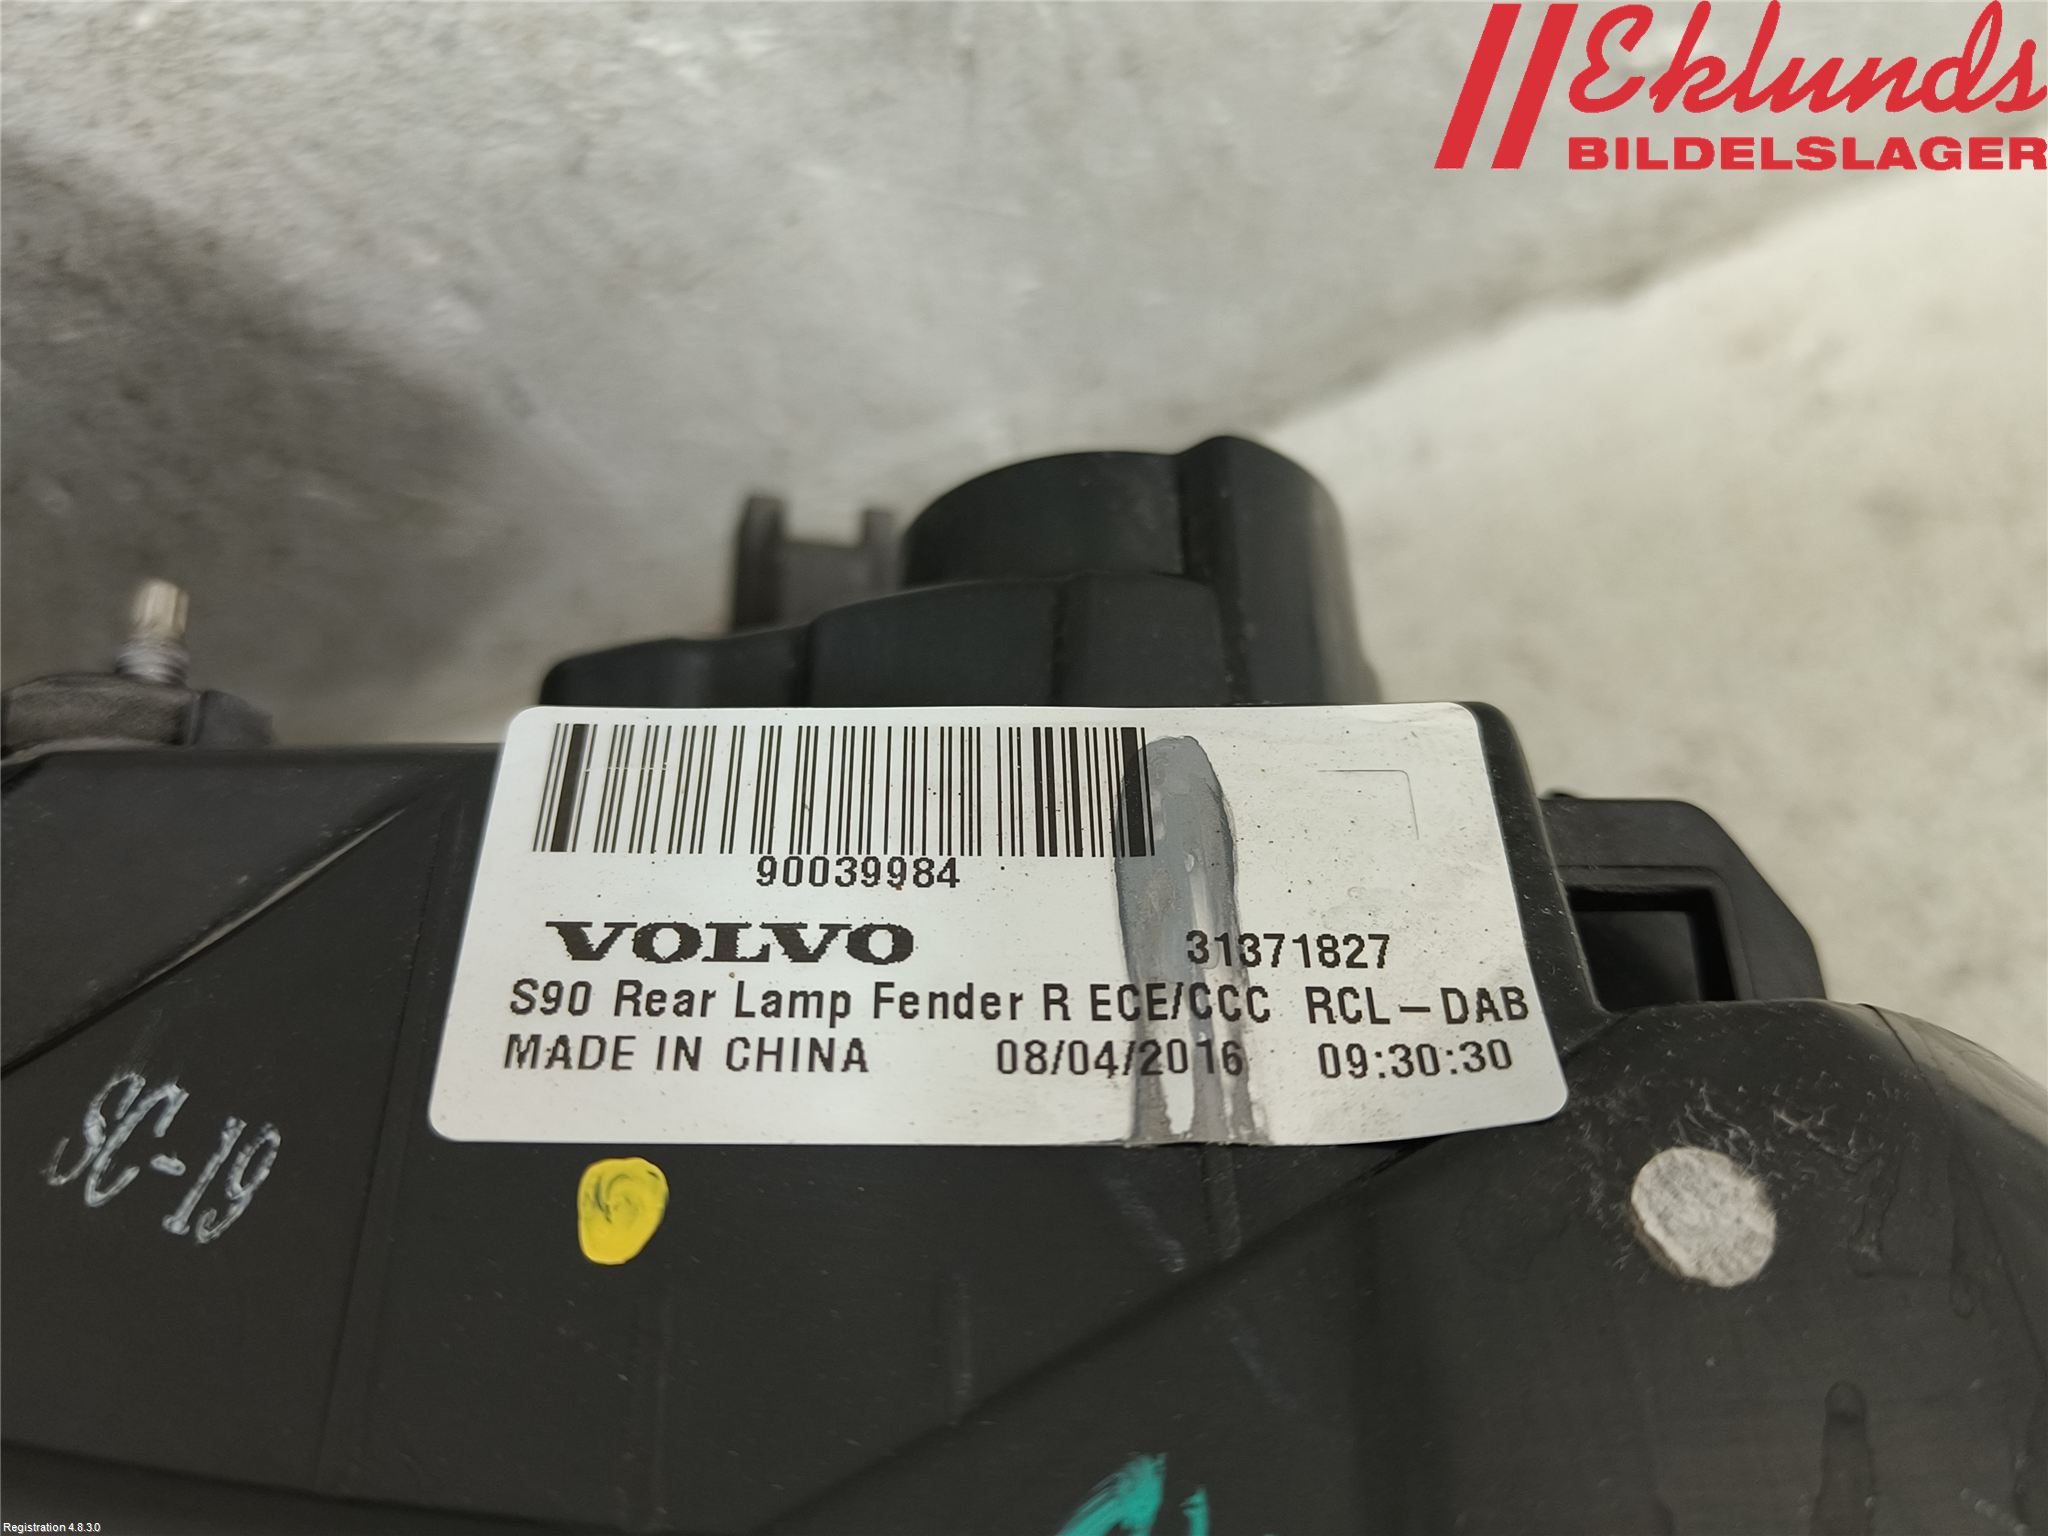 Eklunds
BILDELSLAGER
90039984
VOLVO 31371827
S90 Rear Lamp Fender R ECE/CCC RCL-DAB
MADE IN CHINA 08/04/2016 09:30:30
SC-19
Registration 4.8.3.0